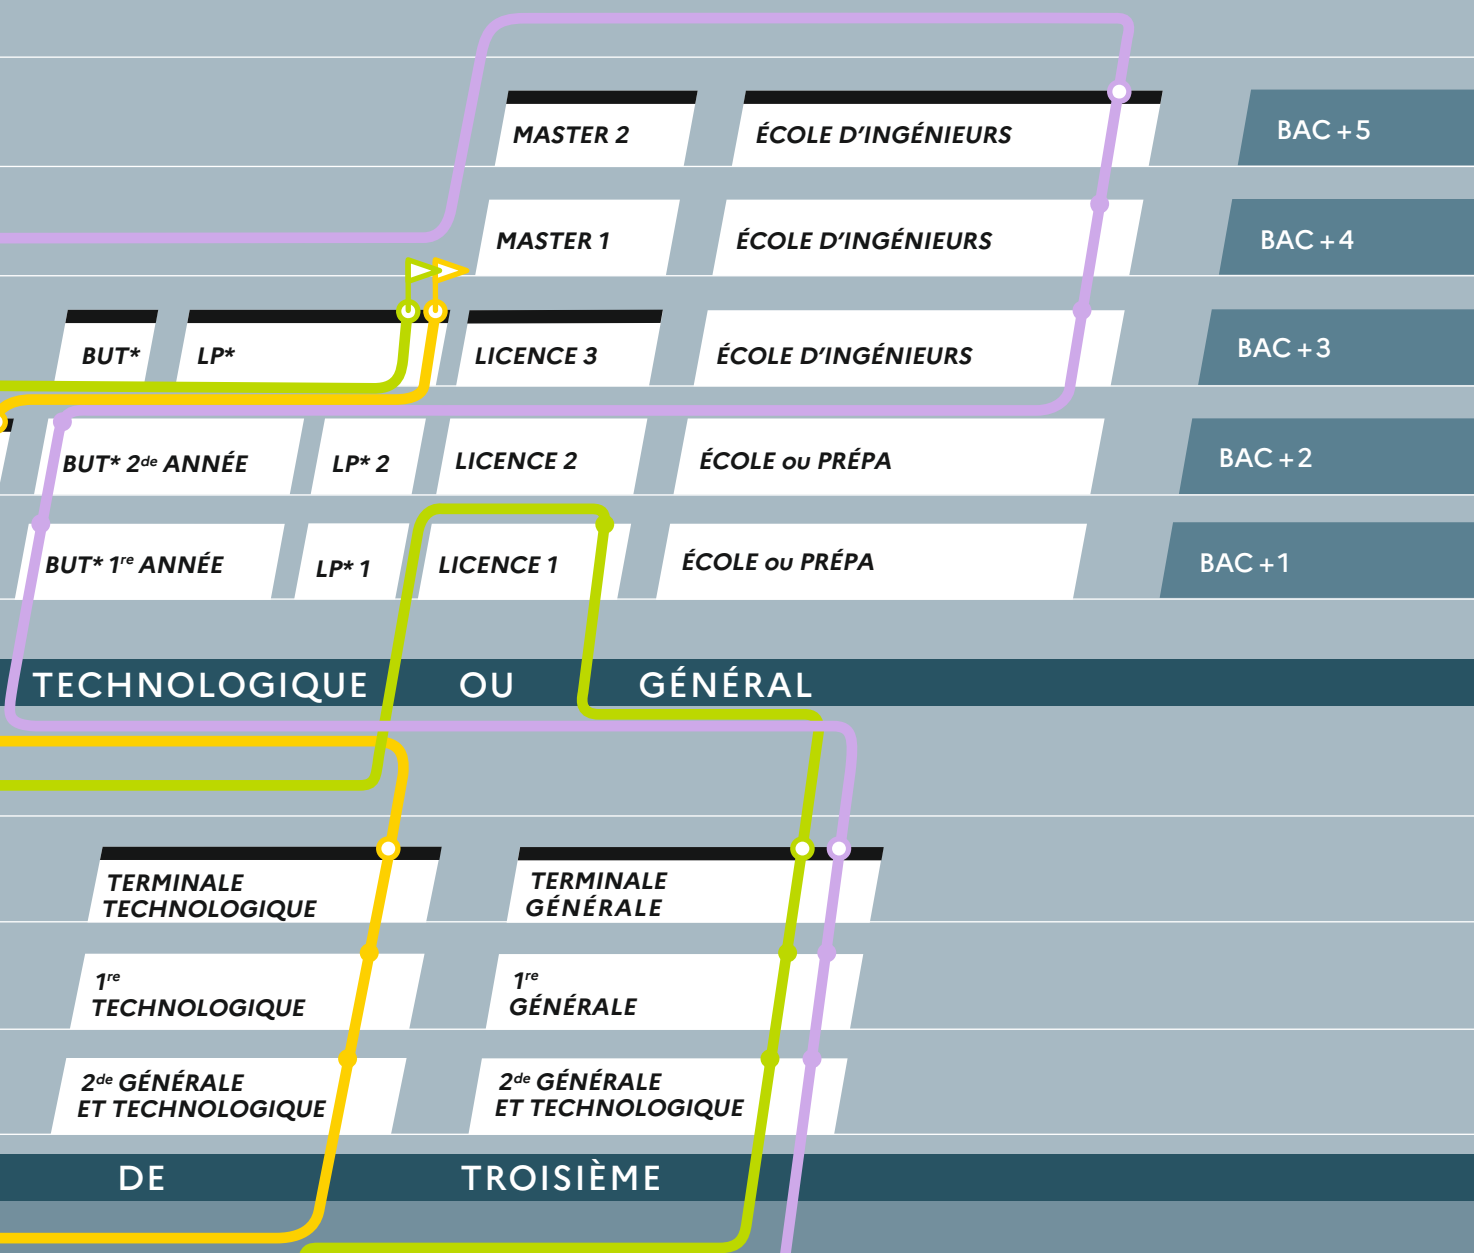 MASTER 2
ÉCOLE D'INGÉNIEURS
BAC +5
MASTER 1
ÉCOLE D'INGÉNIEURS
BAC +4
BUT*
LP*
LICENCE 3
ÉCOLE D'INGÉNIEURS
BAC +3
BUT* 2de ANNÉE
LP* 2
LICENCE 2
ÉCOLE ou PRÉPA
BAC +2
BUT* 1re ANNÉE
LP* 1
LICENCE 1
ÉCOLE ou PRÉPA
BAC +1
TECHNOLOGIQUE OU GÉNÉRAL
TERMINALE
TECHNOLOGIQUE
TERMINALE
GÉNÉRALE
1re
TECHNOLOGIQUE
1re
GÉNÉRALE
2de GÉNÉRALE
ET TECHNOLOGIQUE
2de GÉNÉRALE
ET TECHNOLOGIQUE
DE TROISIÈME